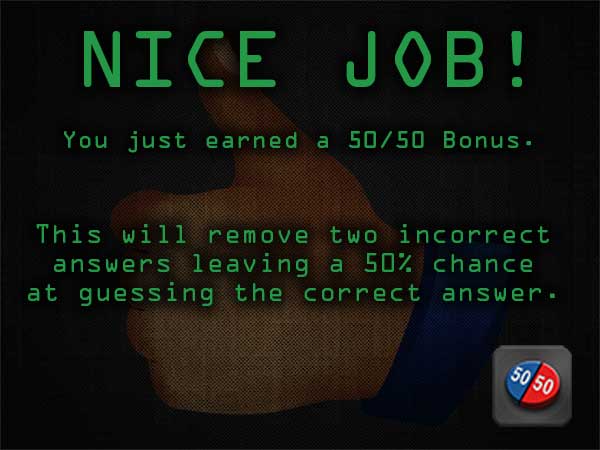 NICE JOB!
You just earned a 50/50 Bonus.
This will remove two incorrect
answers leaving a 50% chance
at guessing the correct answer.
50 50